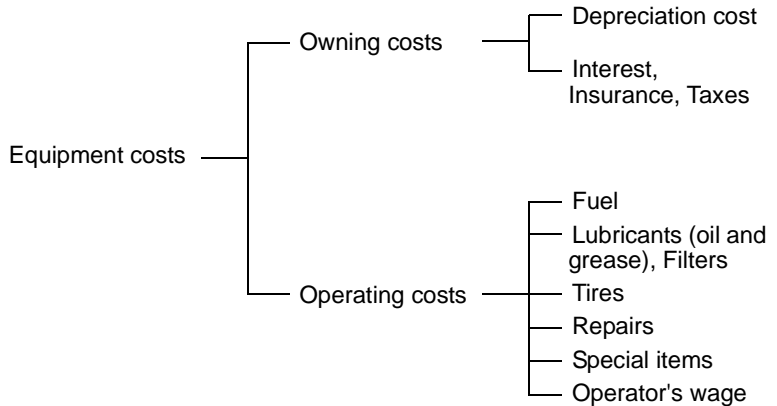 Depreciation cost
Owning costs
Interest,
Insurance, Taxes
Equipment costs
Fuel
Lubricants (oil and
grease), Filters
Operating costs
Tires
Repairs
Special items
Operator's wage